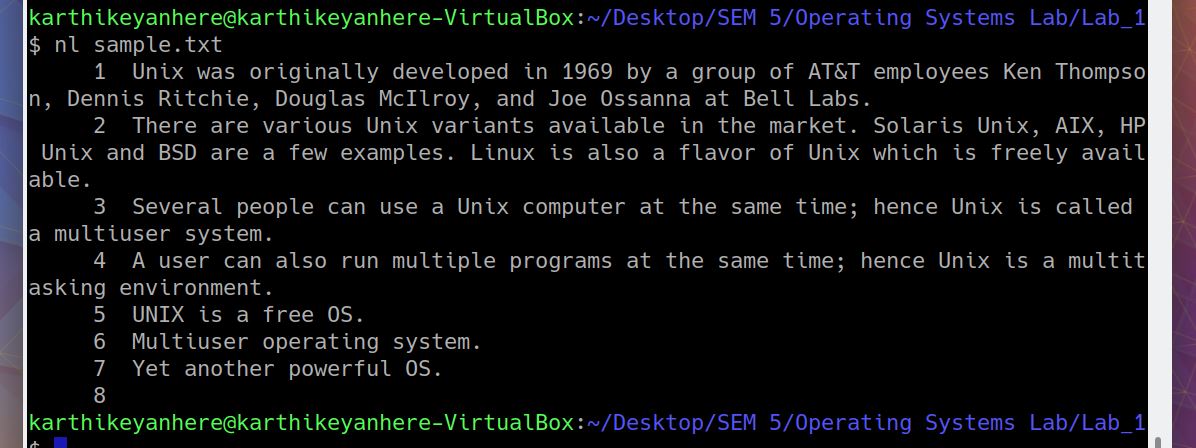 karthikeyanhere@karthikeyanhere-VirtualBox:~/Desktop/SEM 5/Operating Systems Lab/Lab_1
$ nl sample.txt
     1  Unix was originally developed in 1969 by a group of AT&T employees Ken Thompso
n, Dennis Ritchie, Douglas McIlroy, and Joe Ossanna at Bell Labs.
     2  There are various Unix variants available in the market. Solaris Unix, AIX, HP
 Unix and BSD are a few examples. Linux is also a flavor of Unix which is freely avail
able.
     3  Several people can use a Unix computer at the same time; hence Unix is called
a multiuser system.
     4  A user can also run multiple programs at the same time; hence Unix is a multit
asking environment.
     5  UNIX is a free OS.
     6  Multiuser operating system.
     7  Yet another powerful OS.
     8
karthikeyanhere@karthikeyanhere-VirtualBox:~/Desktop/SEM 5/Operating Systems Lab/Lab_1
$